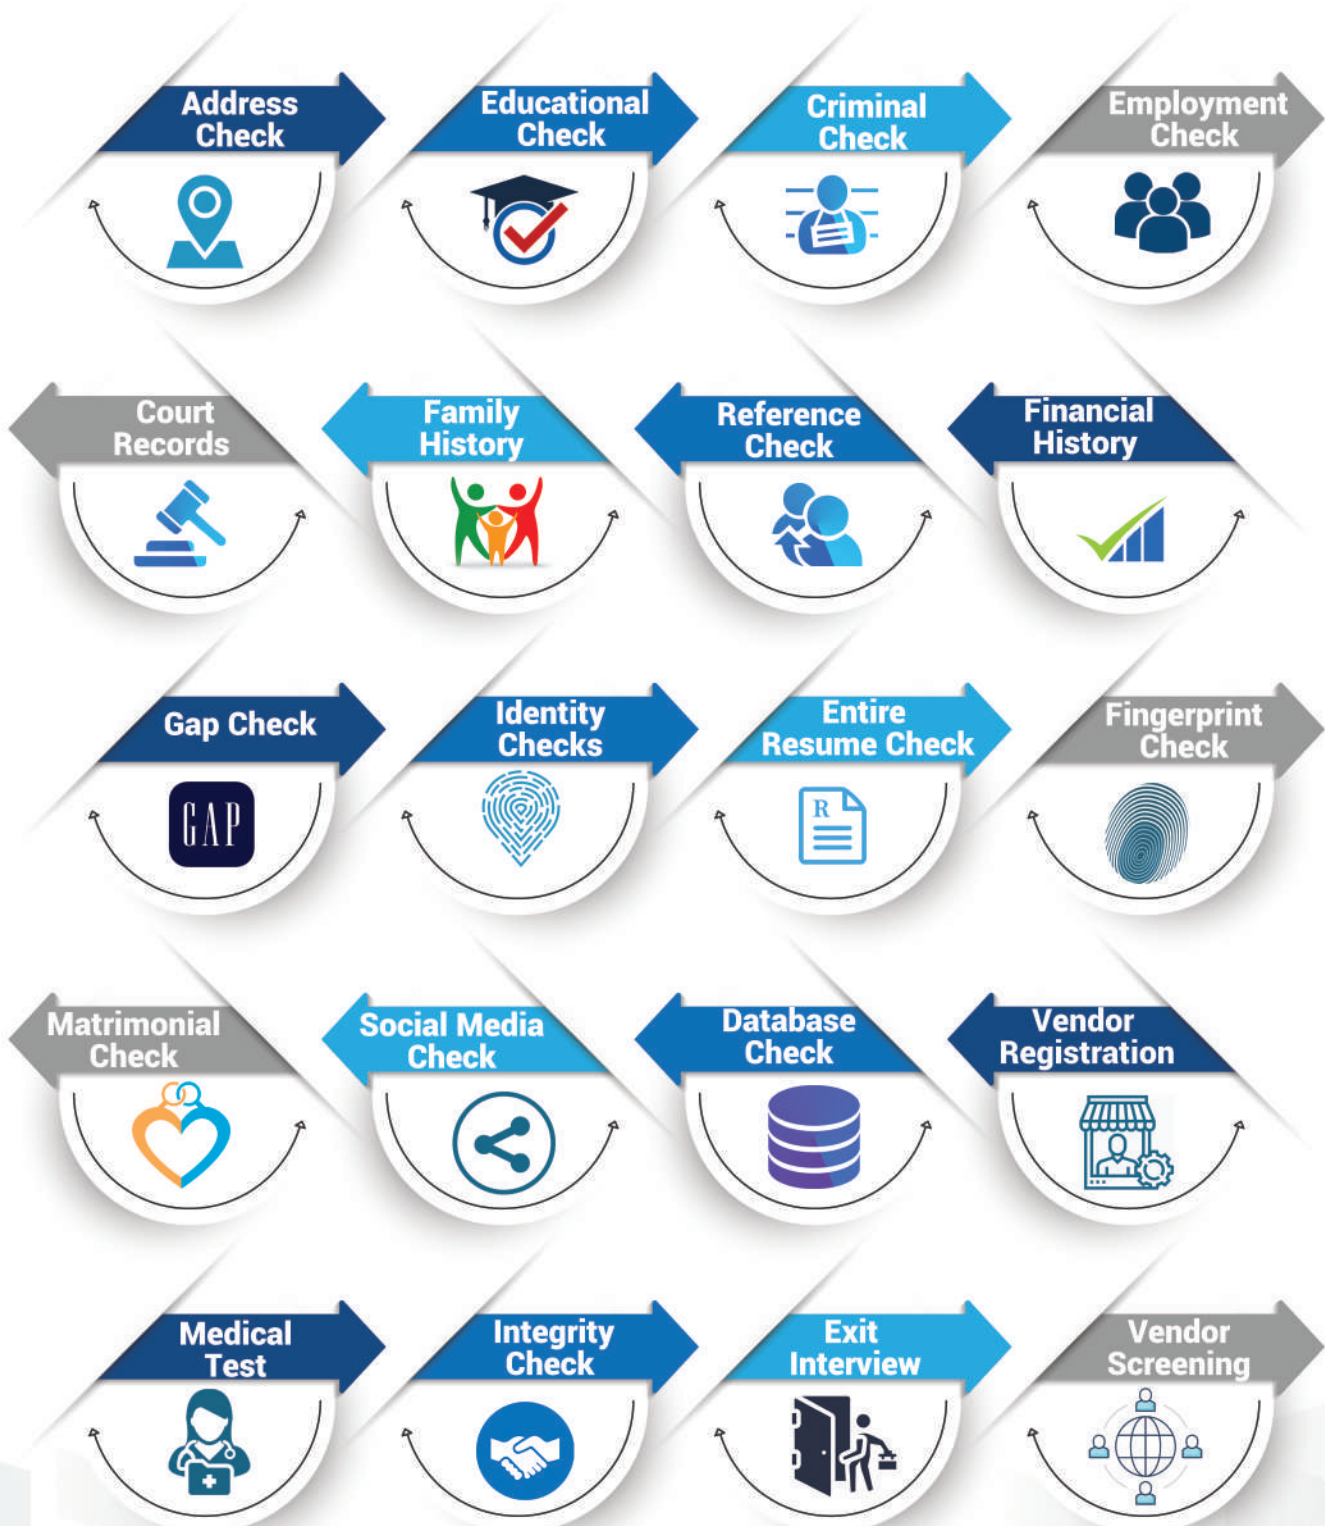 Address
Check
Educational
Check
Criminal
Check
Employment
Check
Court
Records
Family
History
Reference
Check
Financial
History
Gap Check
GAP
Identity
Checks
Entire
Resume Check
R
Fingerprint
Check
Matrimonial
Check
Social Media
Check
Database
Check
Vendor
Registration
Medical
Test
Integrity
Check
Exit
Interview
Vendor
Screening